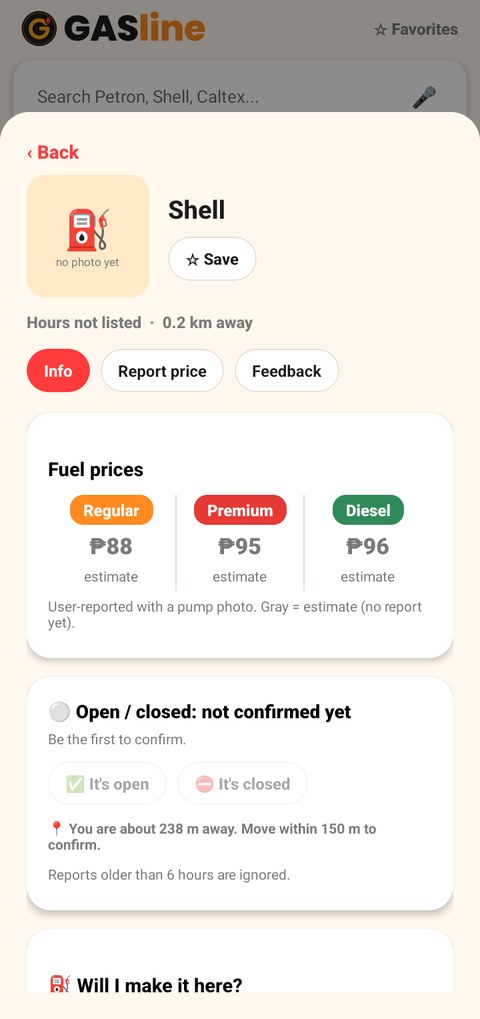 GASline
☆ Favorites
Search Petron, Shell, Caltex...
‹ Back
no photo yet
Shell
☆ Save
Hours not listed · 0.2 km away
Info
Report price
Feedback
Fuel prices
Regular
Premium
Diesel
₱88
₱95
₱96
estimate
estimate
estimate
User-reported with a pump photo. Gray = estimate (no report
yet).
Open / closed: not confirmed yet
Be the first to confirm.
✅ It's open
⛔ It's closed
📍 You are about 238 m away. Move within 150 m to
confirm.
Reports older than 6 hours are ignored.
⛽ Will I make it here?